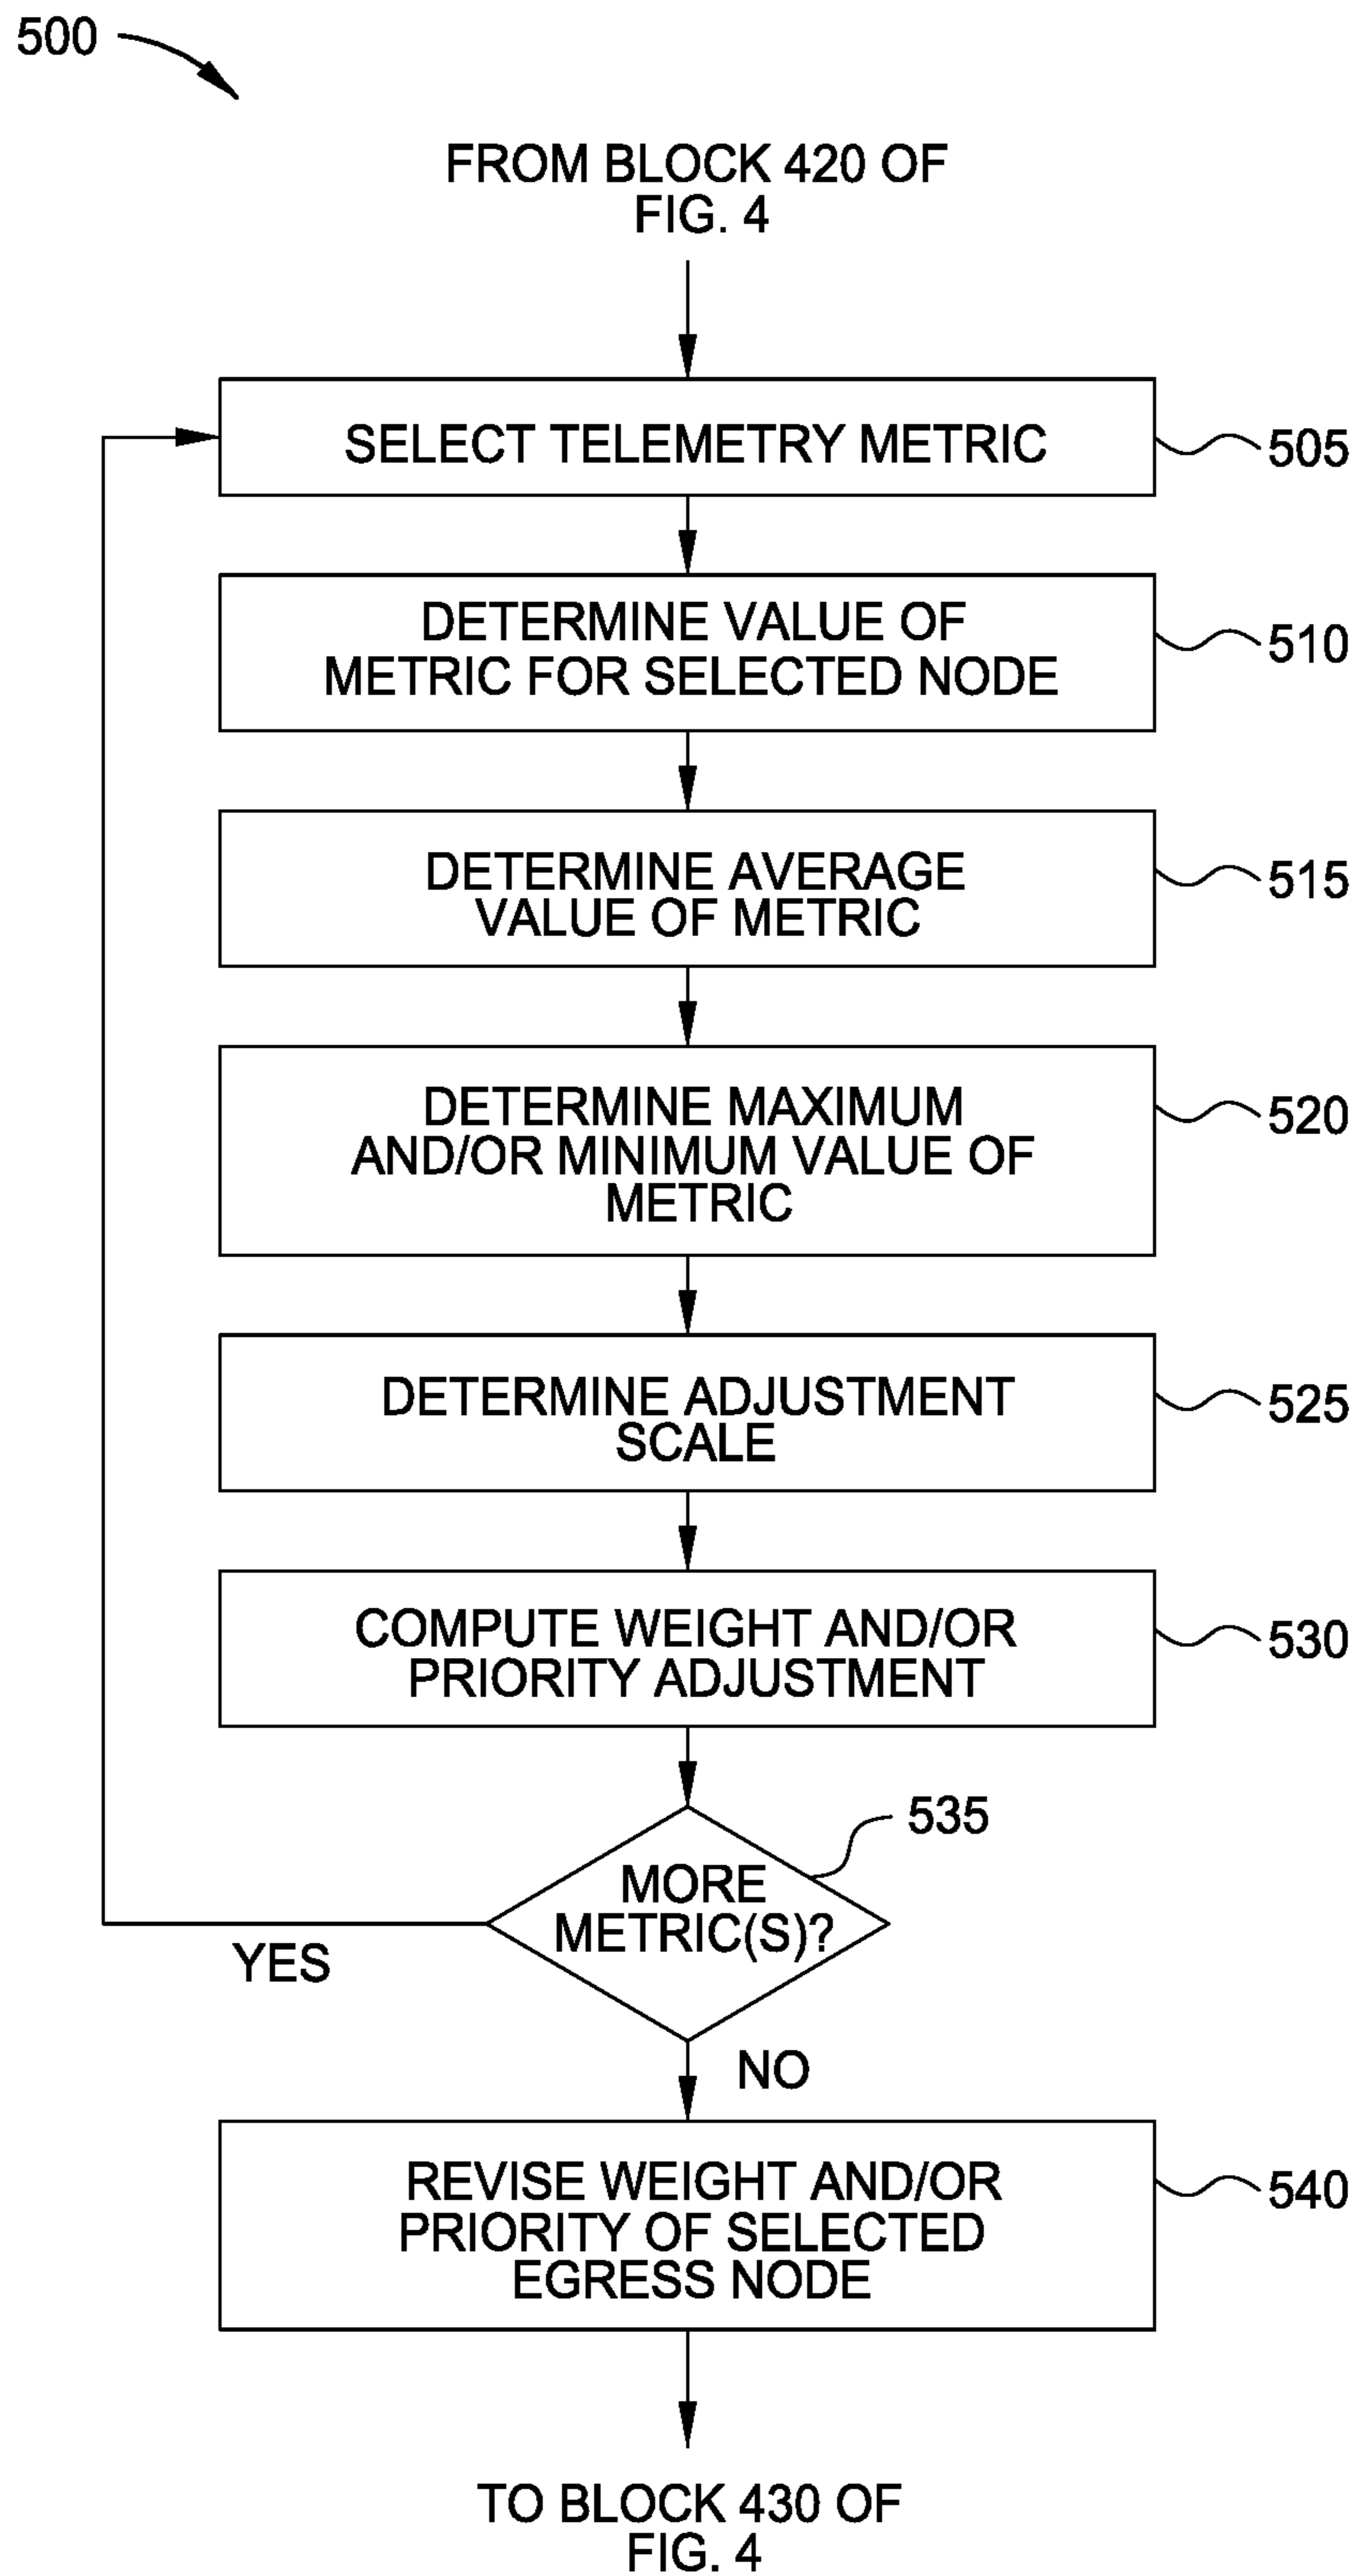 500
FROM BLOCK 420 OF
FIG. 4
SELECT TELEMETRY METRIC
505
DETERMINE VALUE OF
METRIC FOR SELECTED NODE
510
DETERMINE AVERAGE
VALUE OF METRIC
515
DETERMINE MAXIMUM
AND/OR MINIMUM VALUE OF
METRIC
520
DETERMINE ADJUSTMENT
SCALE
525
COMPUTE WEIGHT AND/OR
PRIORITY ADJUSTMENT
530
535
MORE
METRIC(S)?
YES
NO
REVISE WEIGHT AND/OR
PRIORITY OF SELECTED
EGRESS NODE
540
TO BLOCK 430 OF
FIG. 4